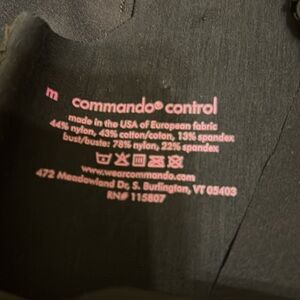 m commando® control
made in the USA of European fabric
44% nylon, 43% cotton/coton, 13% spandex
bust/buste: 78% nylon, 22% spandex
www.wearcommando.com
472 Meadowland Dr, S. Burlington, VT 05403
RN# 115807